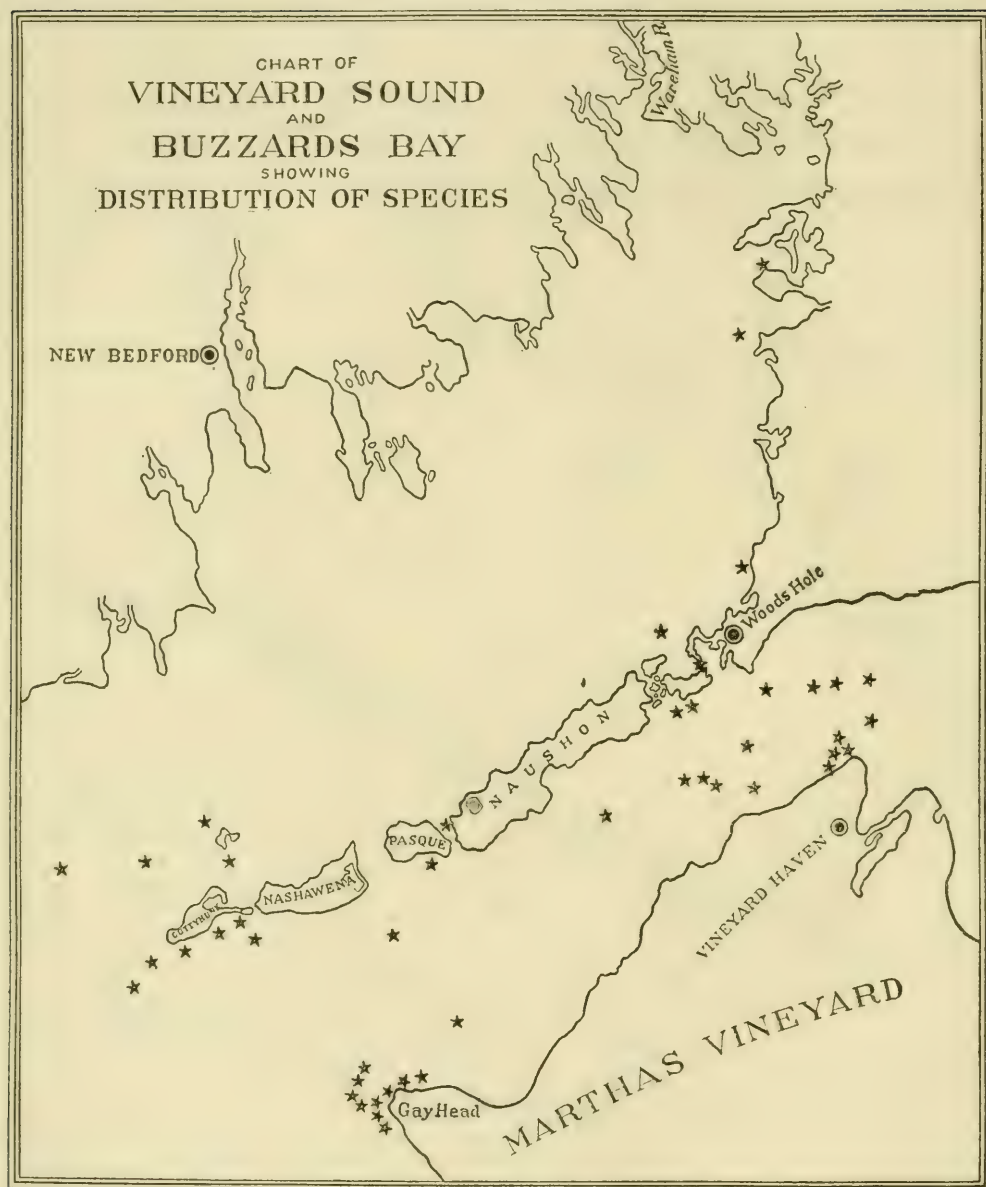 CHART OF
VINEYARD SOUND
AND
BUZZARDS BAY
SHOWING
DISTRIBUTION OF SPECIES
Wareham R.
NEW BEDFORD
Woods Hole
NAUSHON
PASQUE
NASHAWENA
CUTTYHUNK
VINEYARD HAVEN
MARTHAS VINEYARD
Gay Head